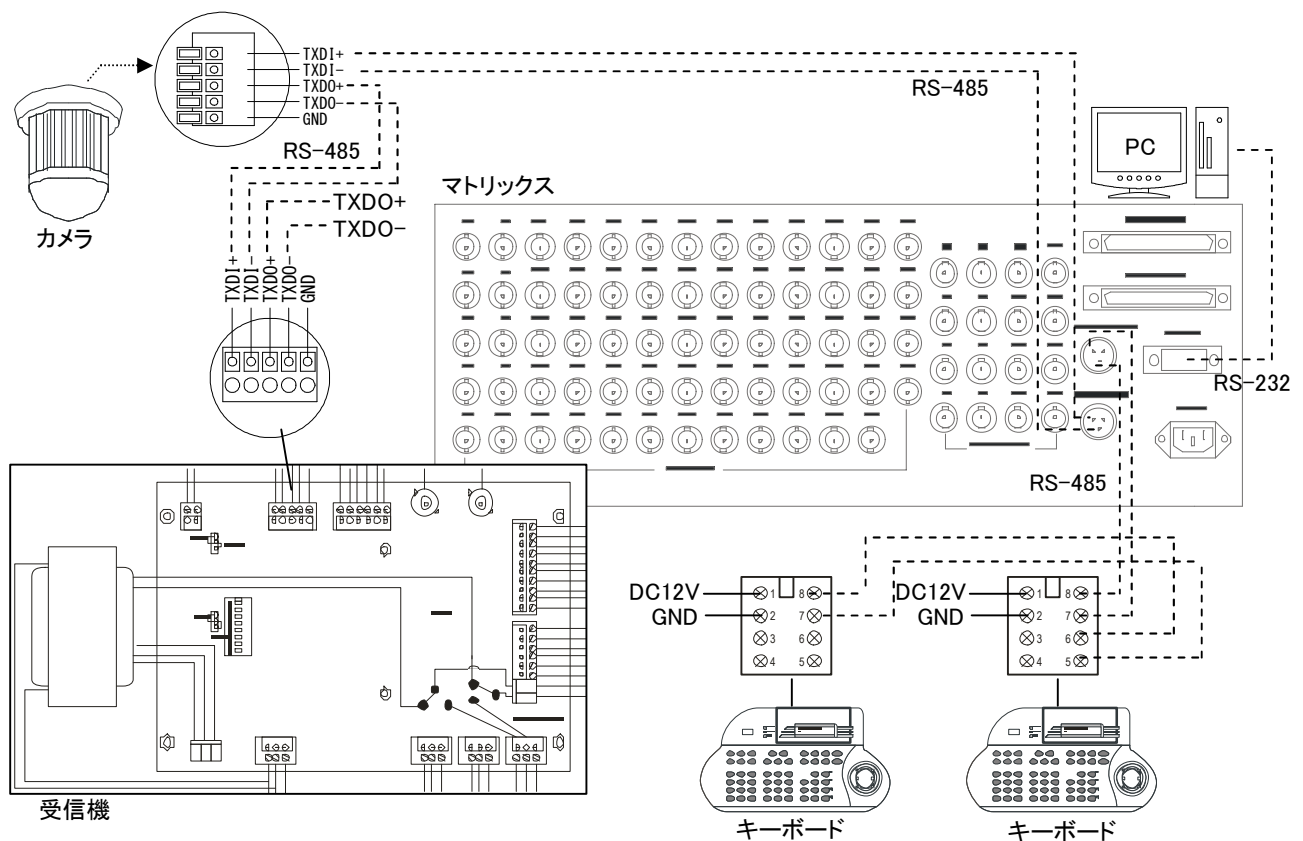 TXDI+
TXDI-
TXDO+
TXDO-
GND
RS-485
RS-485
PC
カメラ
TXDO+
TXDO-
マトリックス
TXDI+
TXDI-
TXDO+
TXDO-
GND
RS-232
RS-485
DC12V
GND
1
2
3
4
8
7
6
5
DC12V
GND
1
2
3
4
8
7
6
5
受信機
キーボード
キーボード